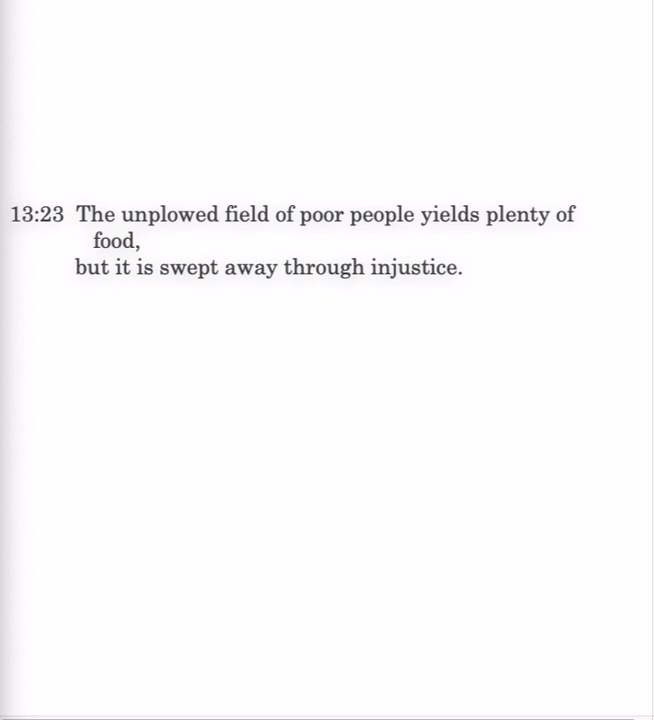 13:23 The unplowed field of poor people yields plenty of
food,
but it is swept away through injustice.